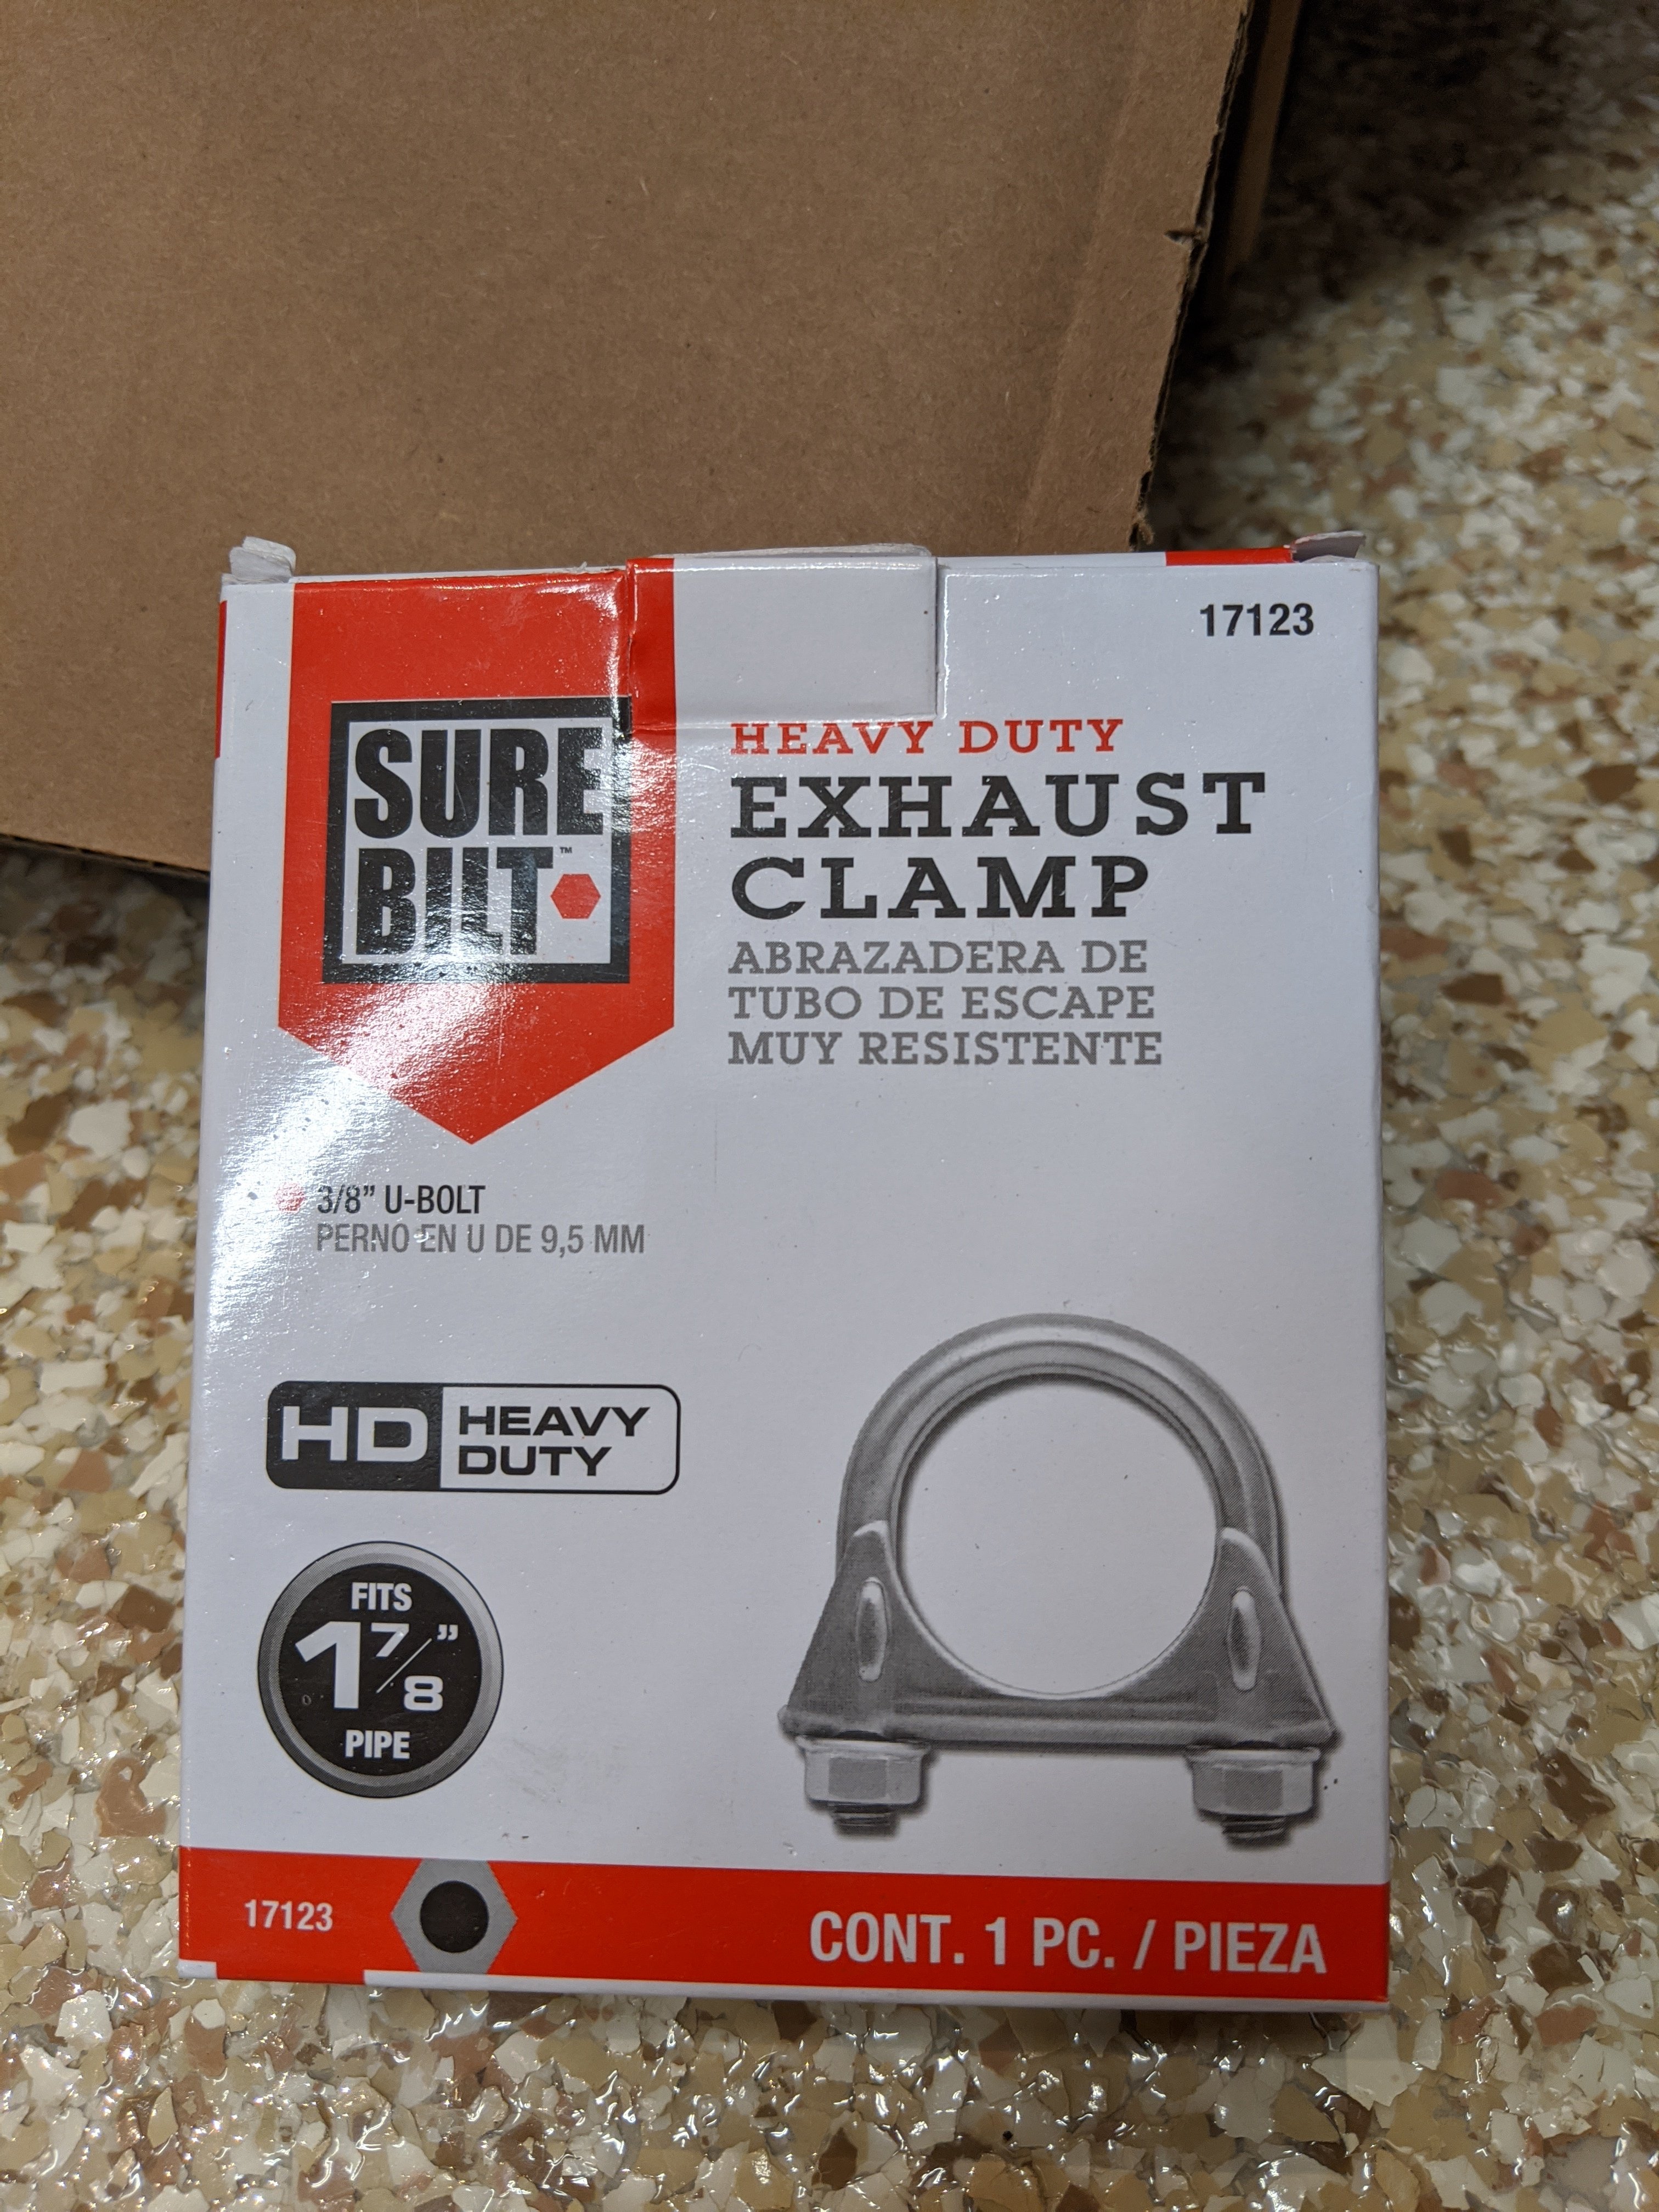 17123
SURE
BILT™
HEAVY DUTY
EXHAUST
CLAMP
ABRAZADERA DE
TUBO DE ESCAPE
MUY RESISTENTE
3/8” U-BOLT
PERNO EN U DE 9,5 MM
HD HEAVY
DUTY
FITS
1 7/8”
PIPE
17123
CONT. 1 PC. / PIEZA